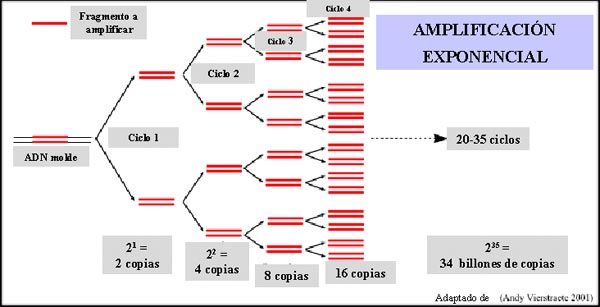 Fragmento a
amplificar
ADN molde
Ciclo 1
Ciclo 2
Ciclo 3
Ciclo 4
AMPLIFICACIÓN
EXPONENCIAL
20-35 ciclos
2¹ =
2 copias
2² =
4 copias
8 copias
16 copias
2³⁵ =
34 billones de copias
Adaptado de (Andy Vierstraete 2001)